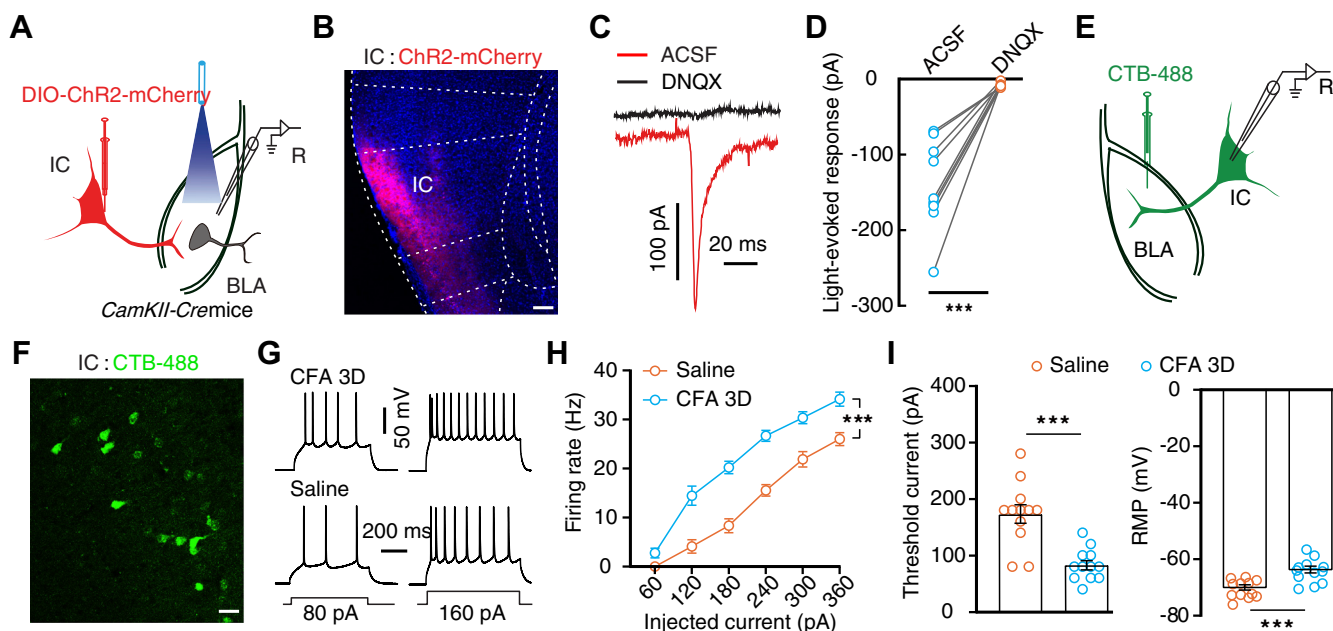 A
DIO-ChR2-mCherry
IC
R
BLA
CamKII-Cremice
B
IC : ChR2-mCherry
IC
C
ACSF
DNQX
100 pA
20 ms
D
ACSF
DNQX
Light-evoked response (pA)
0
-100
-200
-300
***
E
CTB-488
R
IC
BLA
F
IC : CTB-488
G
CFA 3D
50 mV
Saline
200 ms
80 pA
160 pA
H
Saline
CFA 3D
Firing rate (Hz)
40
30
20
10
0
***
60
120
180
240
300
360
Injected current (pA)
I
Saline
CFA 3D
Threshold current (pA)
400
300
200
100
0
***
RMP (mV)
0
-20
-40
-60
-80
***